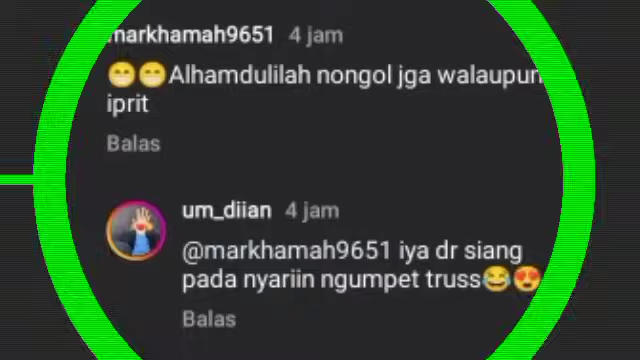 markhamah9651 4 jam
😁😁Alhamdulilah nongol jga walaupun
iprit
Balas
um_diian 4 jam
@markhamah9651 iya dr siang
pada nyariin ngumpet truss😂😍
Balas